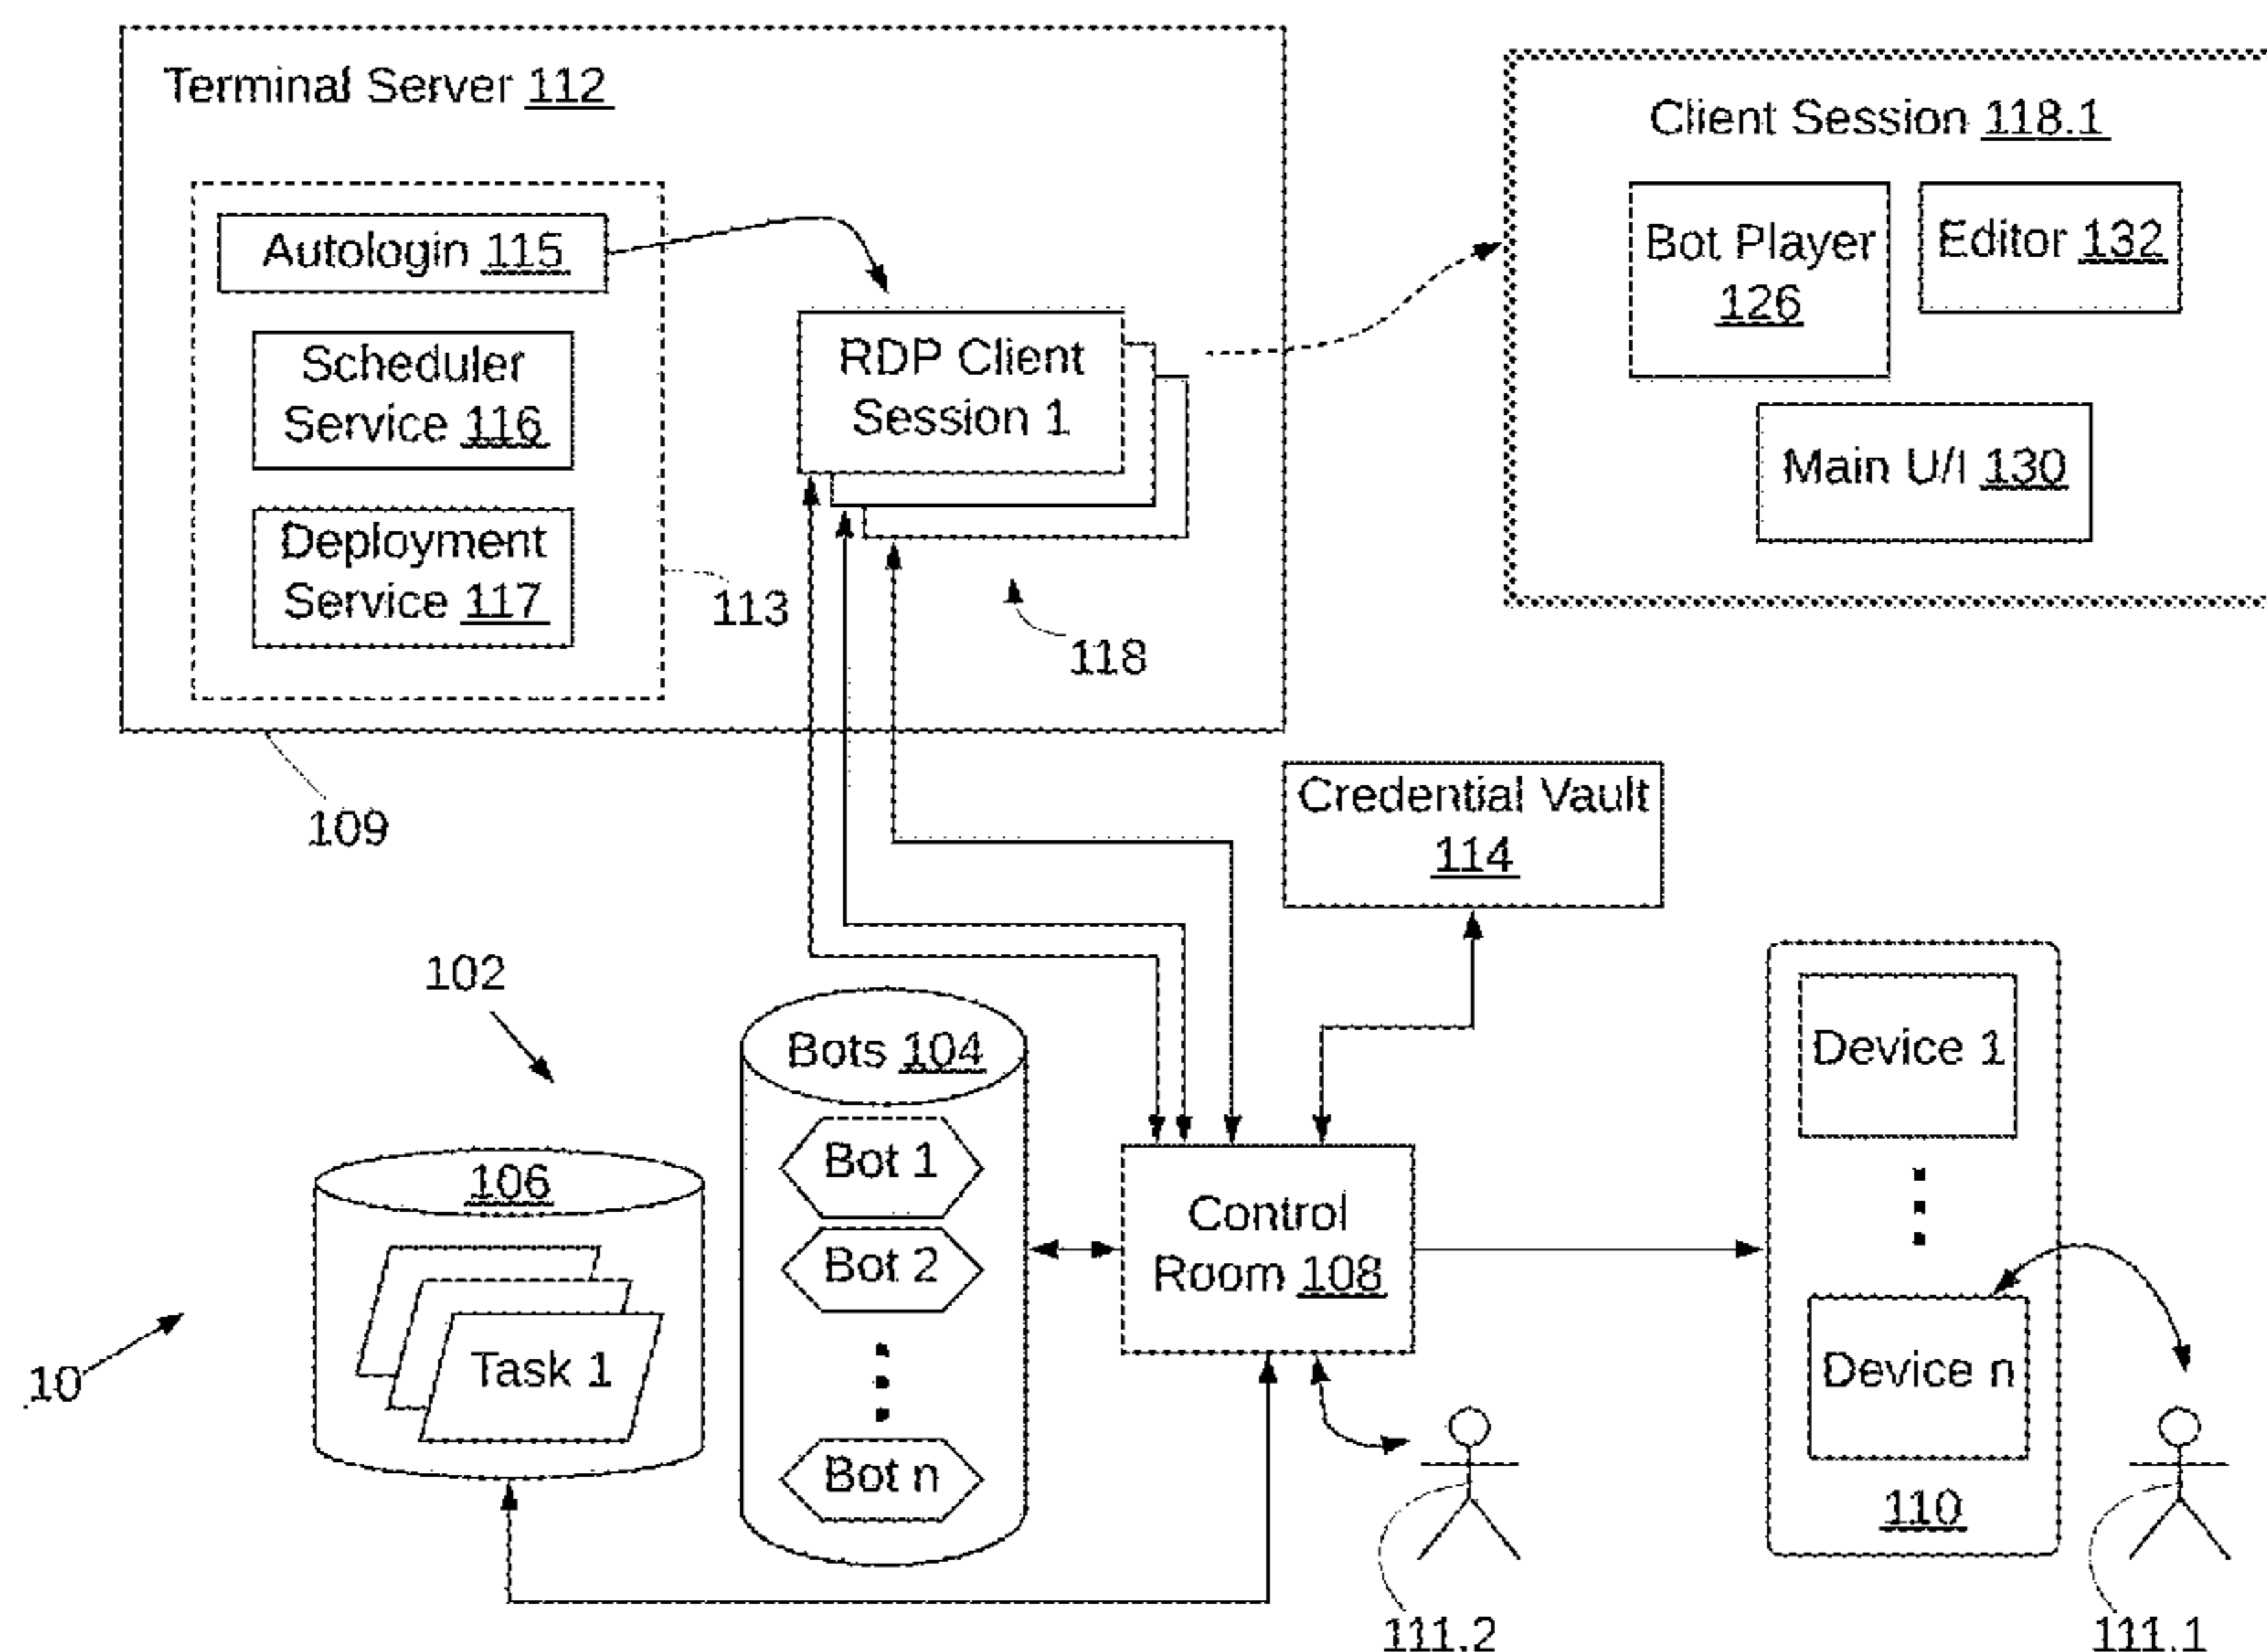 Terminal Server 112
Autologin 115
Scheduler
Service 116
Deployment
Service 117
113
RDP Client
Session 1
118
109
Client Session 118.1
Bot Player
126
Editor 132
Main U/I 130
Credential Vault
114
102
10
106
Task 1
Bots 104
Bot 1
Bot 2
Bot n
Control
Room 108
Device 1
Device n
110
111.2
111.1